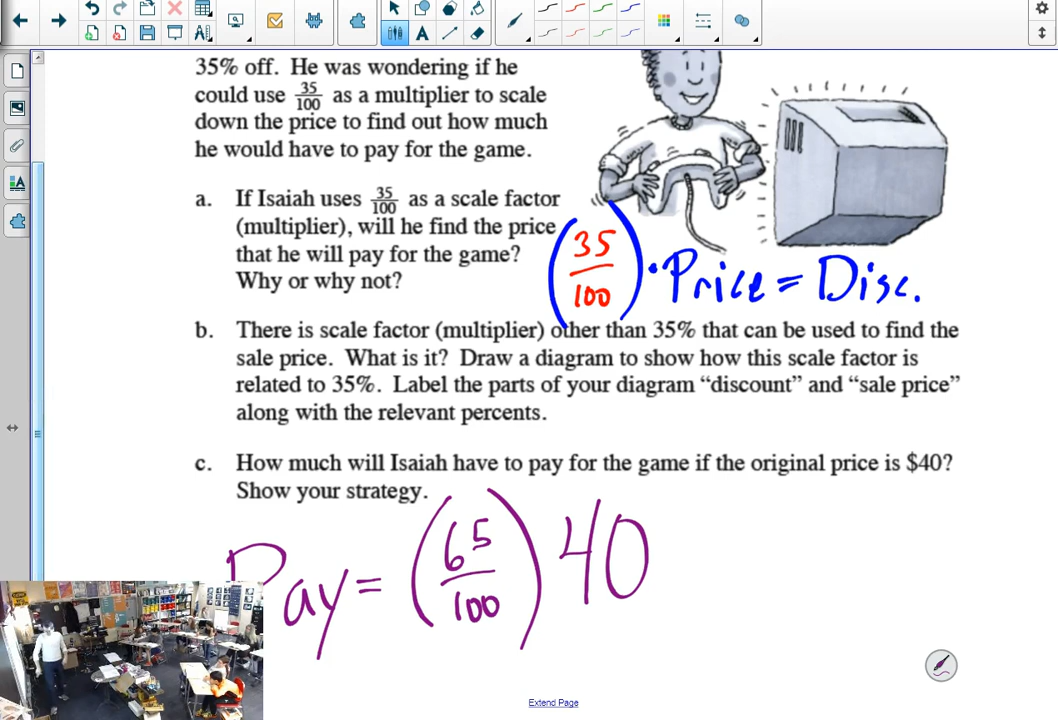 35% off. He was wondering if he
could use 35/100 as a multiplier to scale
down the price to find out how much
he would have to pay for the game.
a. If Isaiah uses 35/100 as a scale factor
(multiplier), will he find the price
that he will pay for the game?
Why or why not?
(35/100) · Price = Disc.
b. There is scale factor (multiplier) other than 35% that can be used to find the
sale price. What is it? Draw a diagram to show how this scale factor is
related to 35%. Label the parts of your diagram “discount” and “sale price”
along with the relevant percents.
c. How much will Isaiah have to pay for the game if the original price is $40?
Show your strategy.
Pay = (65/100) 40
Extend Page